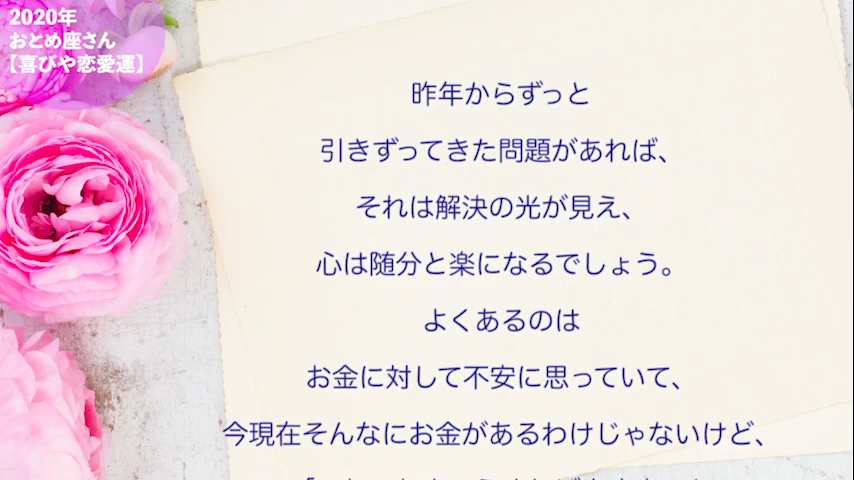 2020年
おとめ座さん
【喜びや恋愛運】
昨年からずっと
引きずってきた問題があれば、
それは解決の光が見え、
心は随分と楽になるでしょう。
よくあるのは
お金に対して不安に思っていて、
今現在そんなにお金があるわけじゃないけど、